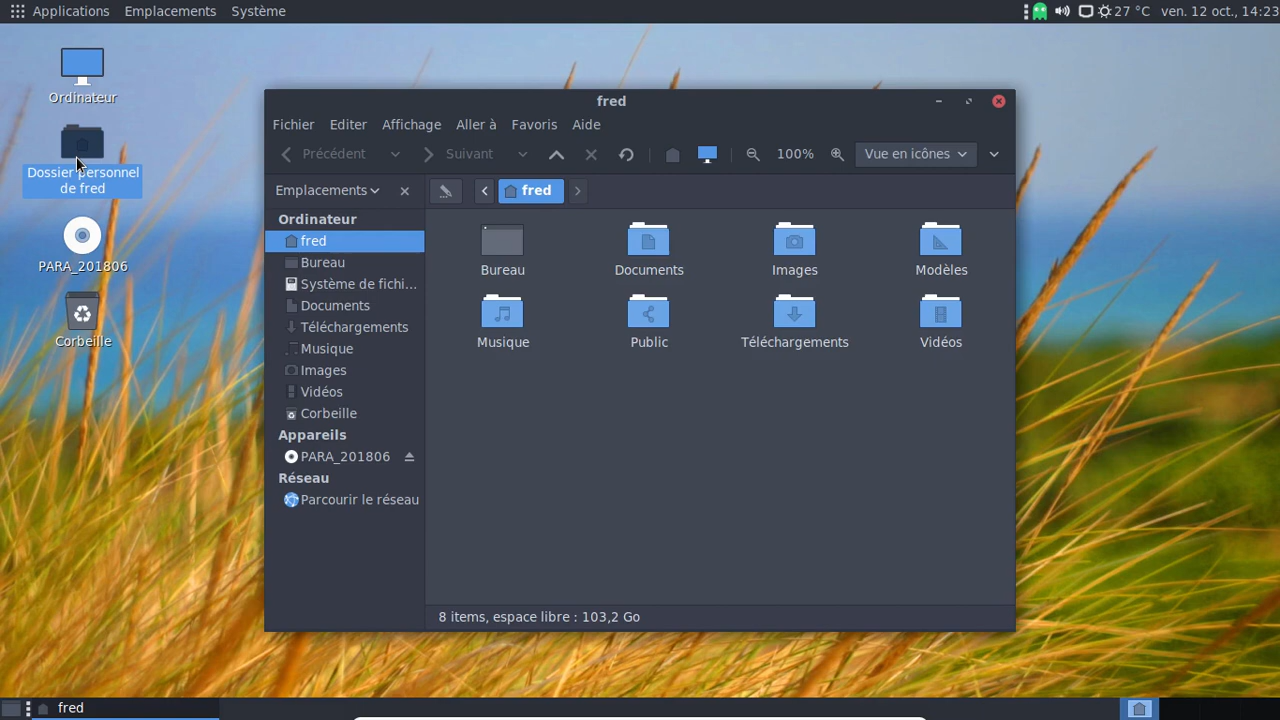 Applications Emplacements Système
27 °C ven. 12 oct., 14:23
Ordinateur
Dossier personnel
de fred
PARA_201806
Corbeille
fred
Fichier Editer Affichage Aller à Favoris Aide
Précédent Suivant 100% Vue en icônes
Emplacements
fred
Ordinateur
fred
Bureau
Système de fichi...
Documents
Téléchargements
Musique
Images
Vidéos
Corbeille
Appareils
PARA_201806
Réseau
Parcourir le réseau
Bureau Documents Images Modèles
Musique Public Téléchargements Vidéos
8 items, espace libre : 103,2 Go
fred